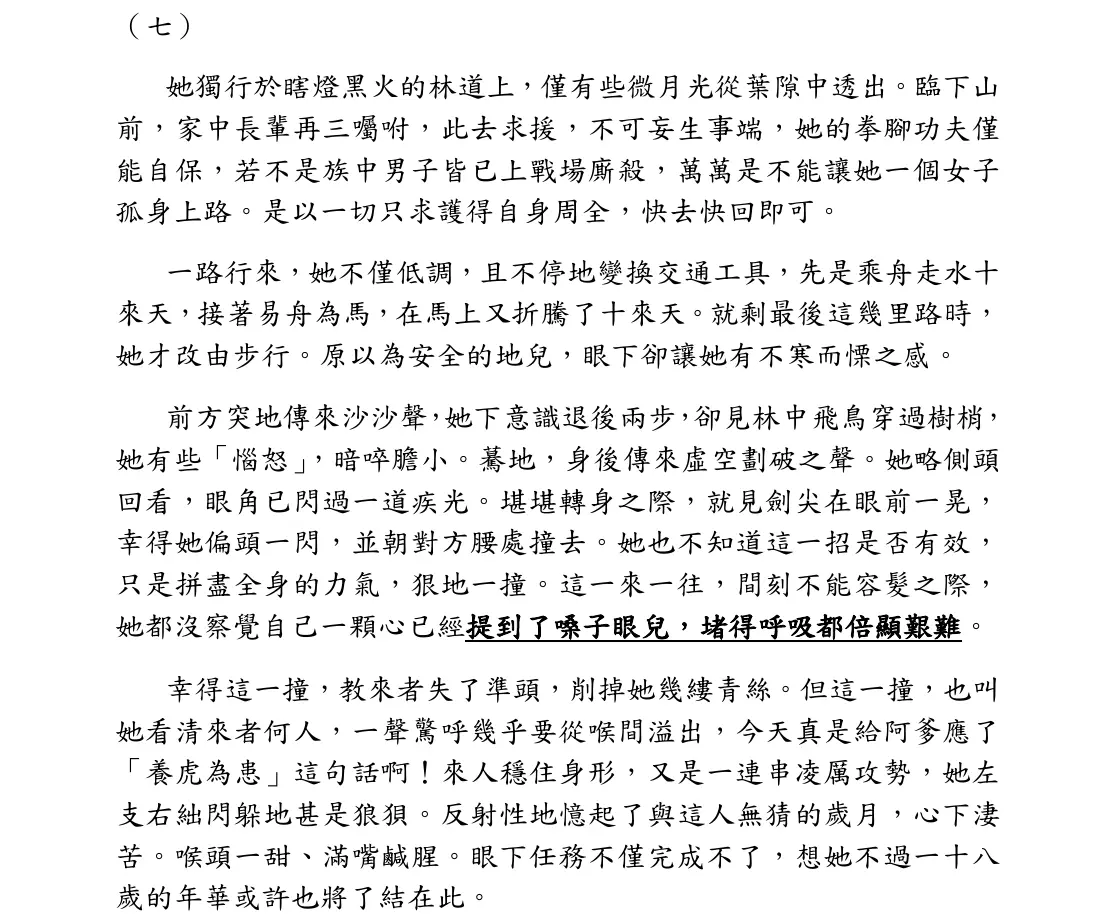 （七）
她獨行於瞎燈黑火的林道上，僅有些微月光從葉隙中透出。臨下山
前，家中長輩再三囑咐，此去求援，不可妄生事端，她的拳腳功夫僅
能自保，若不是族中男子皆已上戰場廝殺，萬萬是不能讓她一個女子
孤身上路。是以一切只求護得自身周全，快去快回即可。
一路行來，她不僅低調，且不停地變換交通工具，先是乘舟走水十
來天，接著易舟為馬，在馬上又折騰了十來天。就剩最後這幾里路時，
她才改由步行。原以為安全的地兒，眼下卻讓她有不寒而慄之感。
前方突地傳來沙沙聲，她下意識退後兩步，卻見林中飛鳥穿過樹梢，
她有些「惱怒」，暗啐膽小。驀地，身後傳來虛空劃破之聲。她略側頭
回看，眼角已閃過一道疾光。堪堪轉身之際，就見劍尖在眼前一晃，
幸得她偏頭一閃，並朝對方腰處撞去。她也不知道這一招是否有效，
只是拼盡全身的力氣，狠地一撞。這一來一往，間刻不能容髮之際，
她都沒察覺自己一顆心已經提到了嗓子眼兒，堵得呼吸都倍顯艱難。
幸得這一撞，教來者失了準頭，削掉她幾縷青絲。但這一撞，也叫
她看清來者何人，一聲驚呼幾乎要從喉間溢出，今天真是給阿爹應了
「養虎為患」這句話啊！來人穩住身形，又是一連串凌厲攻勢，她左
支右絀閃躲地甚是狼狽。反射性地憶起了與這人無猜的歲月，心下淒
苦。喉頭一甜、滿嘴鹹腥。眼下任務不僅完成不了，想她不過一十八
歲的年華或許也將了結在此。